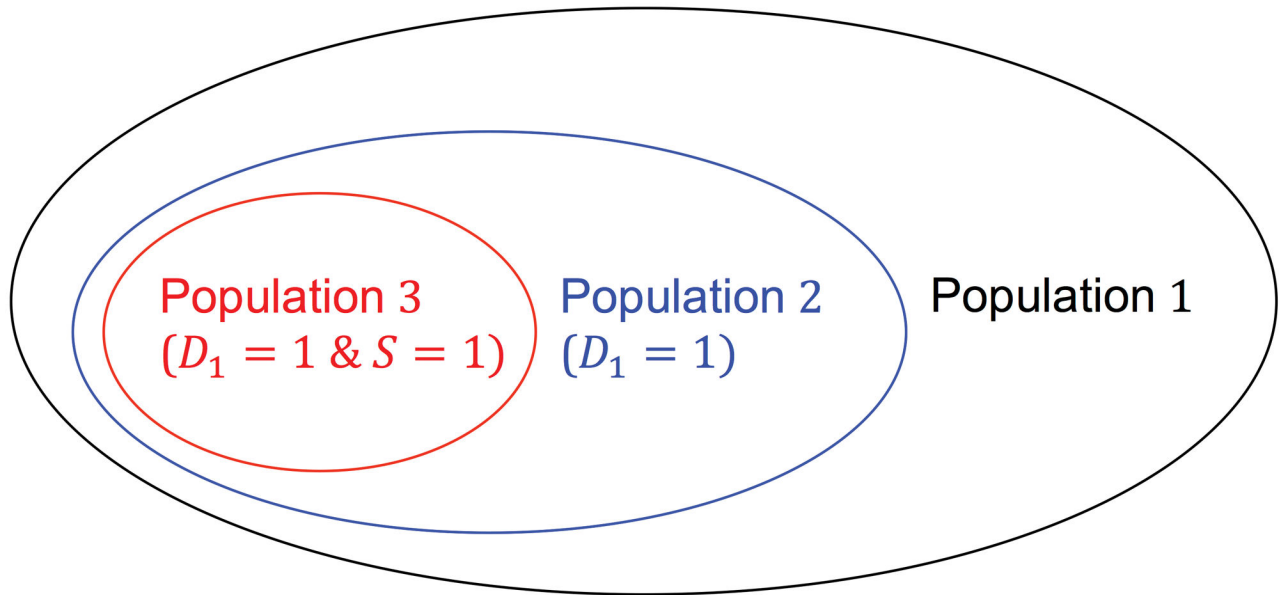 Population 3
(D₁ = 1 & S = 1)
Population 2
(D₁ = 1)
Population 1